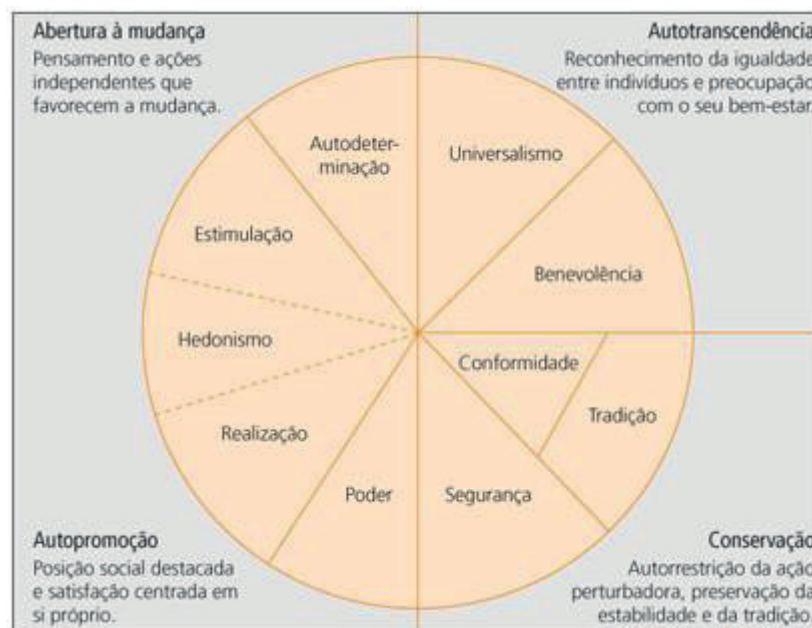 Abertura à mudança
Pensamento e ações
independentes que
favorecem a mudança.
Autotranscendência
Reconhecimento da igualdade
entre indivíduos e preocupação
com o seu bem-estar.
Autodeter-
minação
Universalismo
Estimulação
Benevolência
Hedonismo
Conformidade
Realização
Tradição
Poder
Segurança
Autopromoção
Posição social destacada
e satisfação centrada em
si próprio.
Conservação
Autorrestrição da ação
perturbadora, preservação da
estabilidade e da tradição.